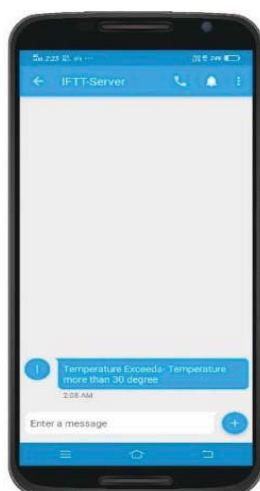 IFTT-Server
Temperature Exceeds- Temperature
more than 30 degree
2:08 AM
Enter a message